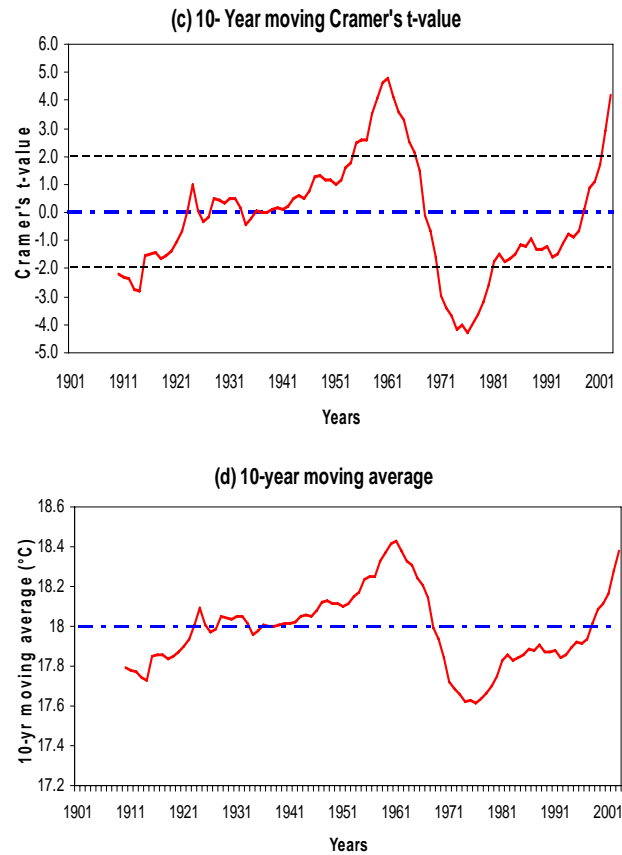 (c) 10- Year moving Cramer's t-value
Cramer's t-value
6.0
5.0
4.0
3.0
2.0
1.0
0.0
-1.0
-2.0
-3.0
-4.0
-5.0
1901 1911 1921 1931 1941 1951 1961 1971 1981 1991 2001
Years
(d) 10-year moving average
10-yr moving average (°C)
18.6
18.4
18.2
18
17.8
17.6
17.4
17.2
1901 1911 1921 1931 1941 1951 1961 1971 1981 1991 2001
Years